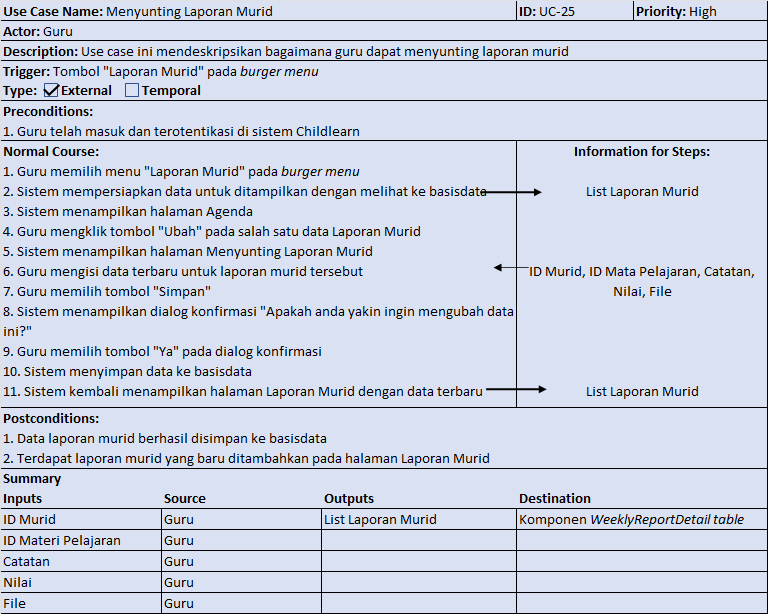 Use Case Name: Menyunting Laporan Murid
ID: UC-25
Priority: High
Actor: Guru
Description: Use case ini mendeskripsikan bagaimana guru dapat menyunting laporan murid
Trigger: Tombol "Laporan Murid" pada burger menu
Type: External Temporal
Preconditions:
1. Guru telah masuk dan terotentikasi di sistem Childlearn
Normal Course:
1. Guru memilih menu "Laporan Murid" pada burger menu
2. Sistem mempersiapkan data untuk ditampilkan dengan melihat ke basisdata
3. Sistem menampilkan halaman Agenda
4. Guru mengklik tombol "Ubah" pada salah satu data Laporan Murid
5. Sistem menampilkan halaman Menyunting Laporan Murid
6. Guru mengisi data terbaru untuk laporan murid tersebut
7. Guru memilih tombol "Simpan"
8. Sistem menampilkan dialog konfirmasi "Apakah anda yakin ingin mengubah data
ini?"
9. Guru memilih tombol "Ya" pada dialog konfirmasi
10. Sistem menyimpan data ke basisdata
11. Sistem kembali menampilkan halaman Laporan Murid dengan data terbaru
Information for Steps:
List Laporan Murid
ID Murid, ID Mata Pelajaran, Catatan,
Nilai, File
List Laporan Murid
Postconditions:
1. Data laporan murid berhasil disimpan ke basisdata
2. Terdapat laporan murid yang baru ditambahkan pada halaman Laporan Murid
Summary
Inputs Source Outputs Destination
ID Murid Guru List Laporan Murid Komponen WeeklyReportDetail table
ID Materi Pelajaran Guru
Catatan Guru
Nilai Guru
File Guru